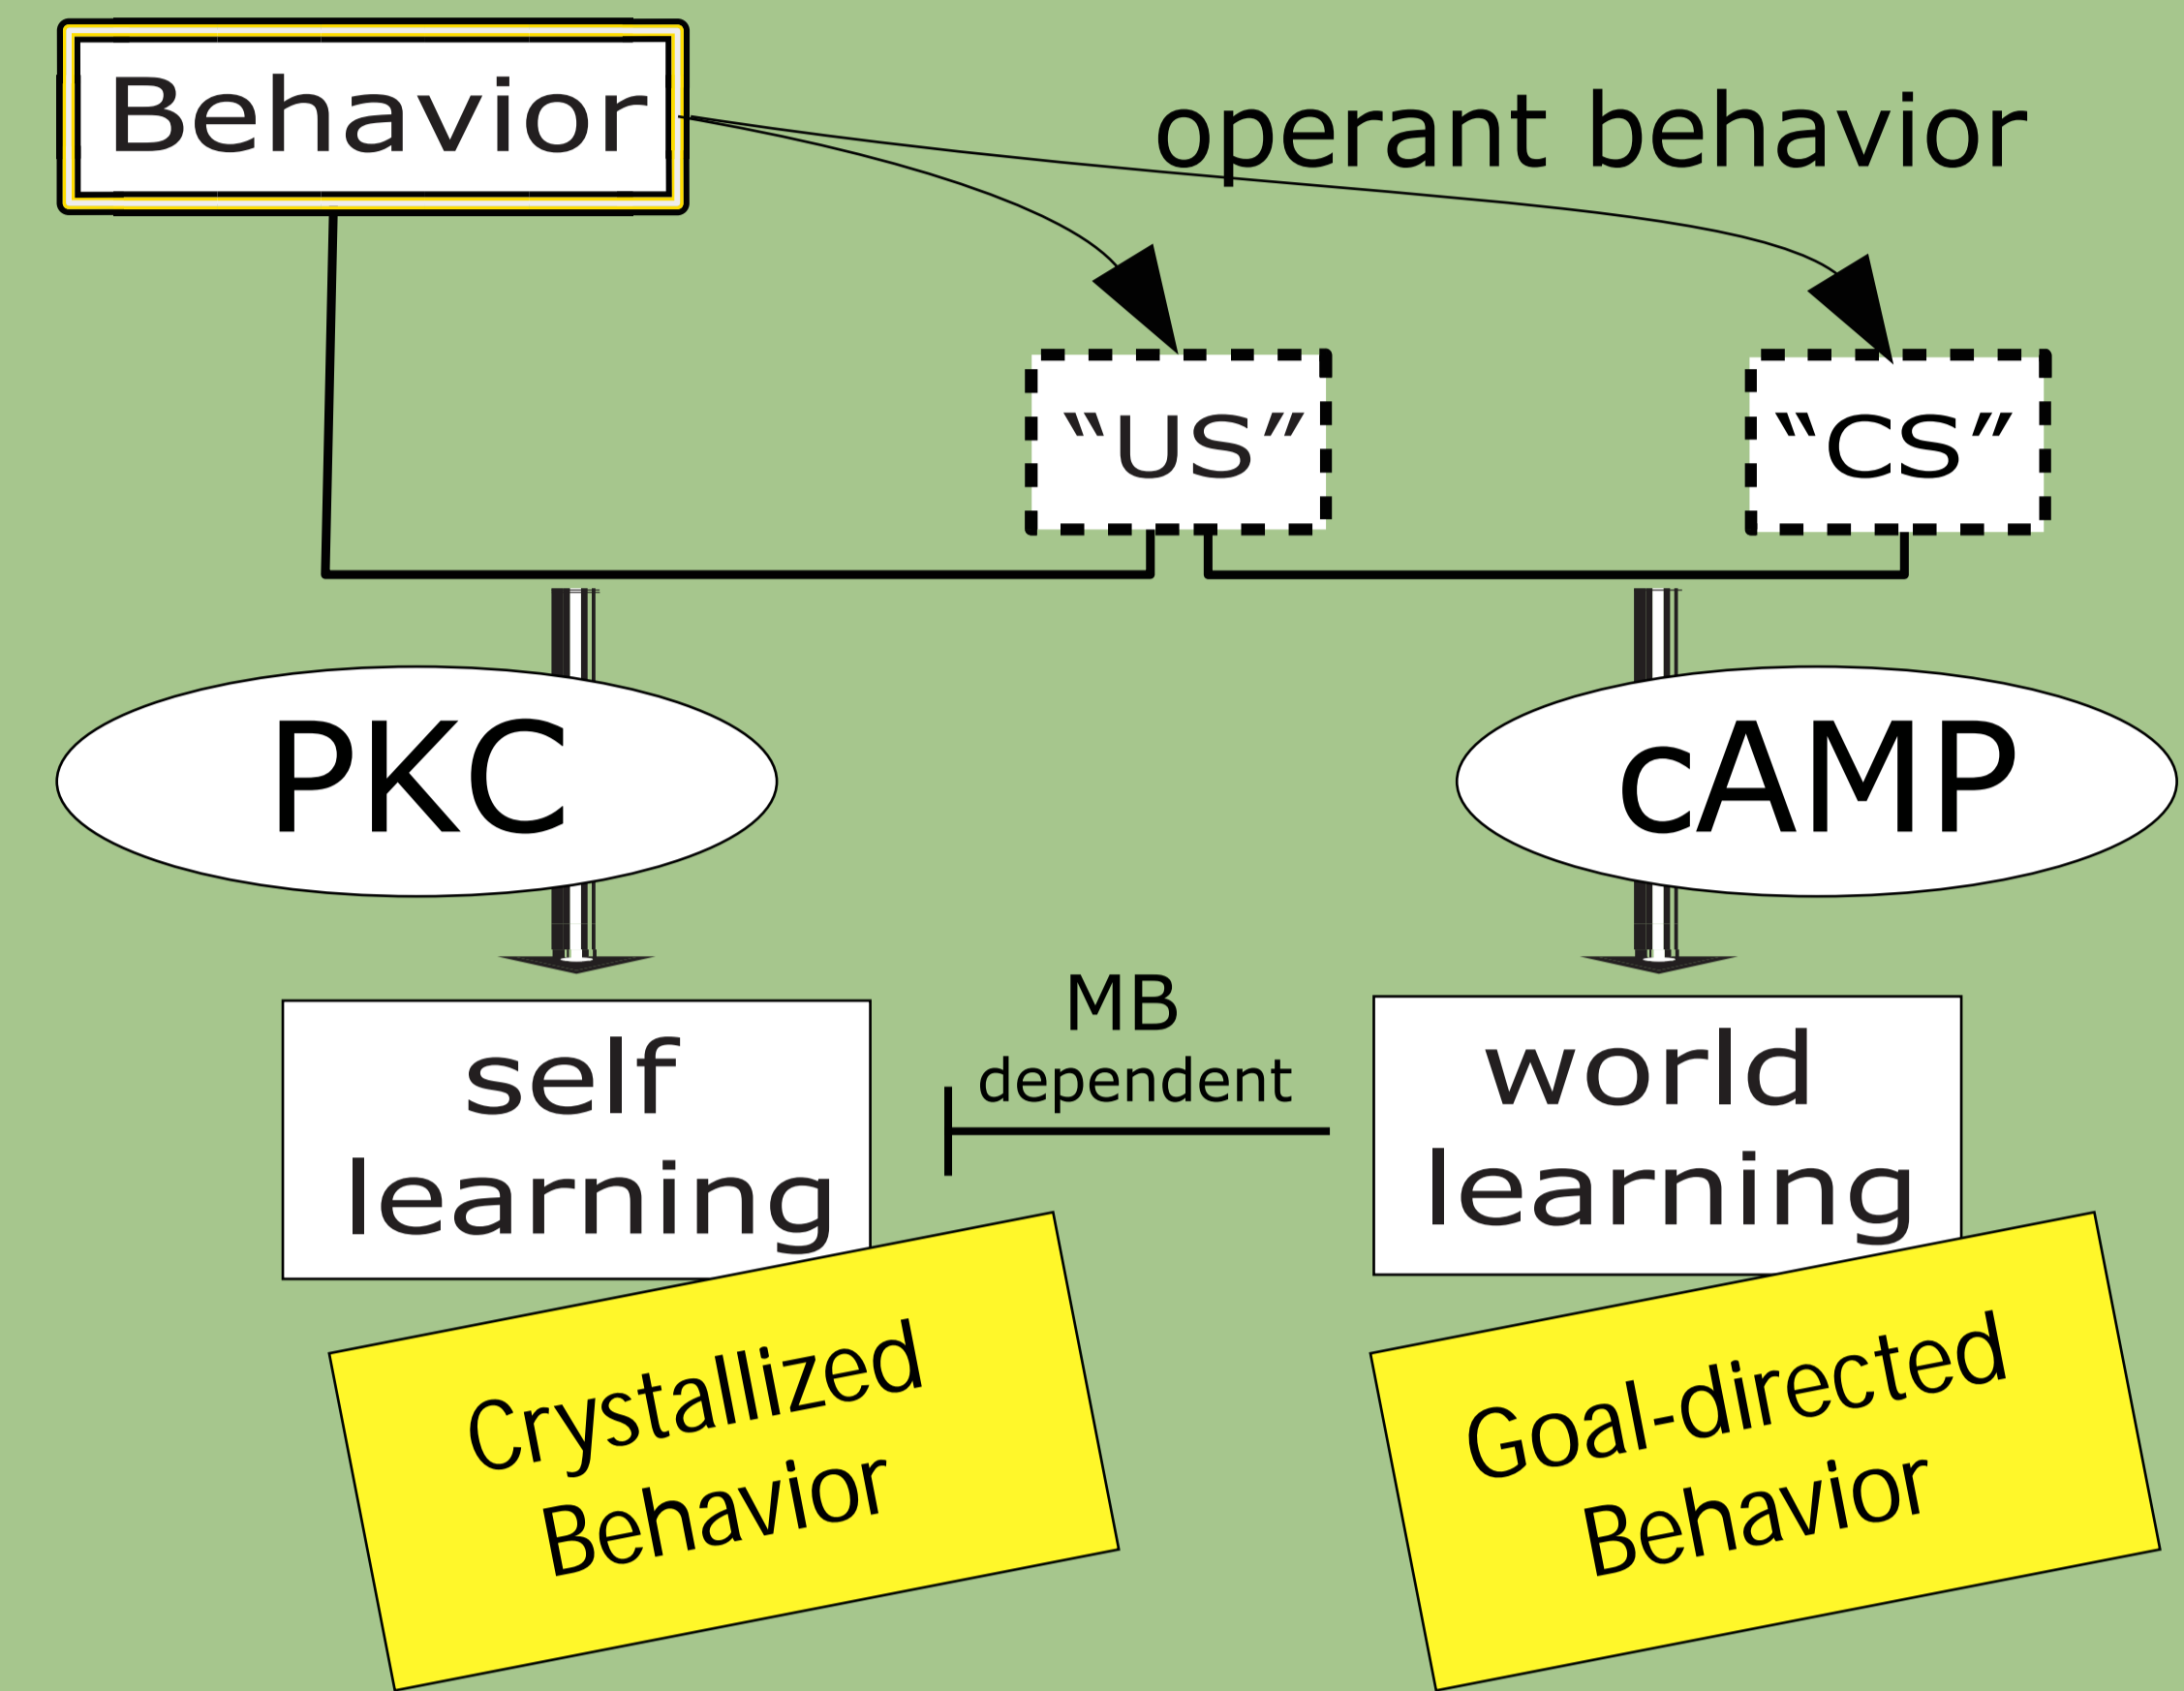 Behavior
operant behavior
“US”
“CS”
PKC
cAMP
self
learning
MB
dependent
world
learning
Crystallized
Behavior
Goal-directed
Behavior